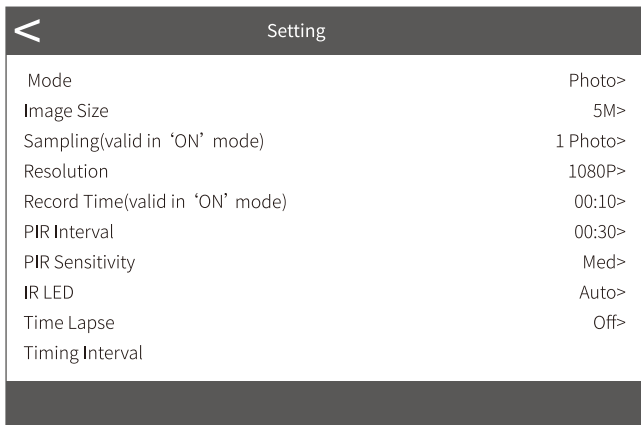 < Setting
Mode Photo>
Image Size 5M>
Sampling(valid in ‘ON’ mode) 1 Photo>
Resolution 1080P>
Record Time(valid in ‘ON’ mode) 00:10>
PIR Interval 00:30>
PIR Sensitivity Med>
IR LED Auto>
Time Lapse Off>
Timing Interval